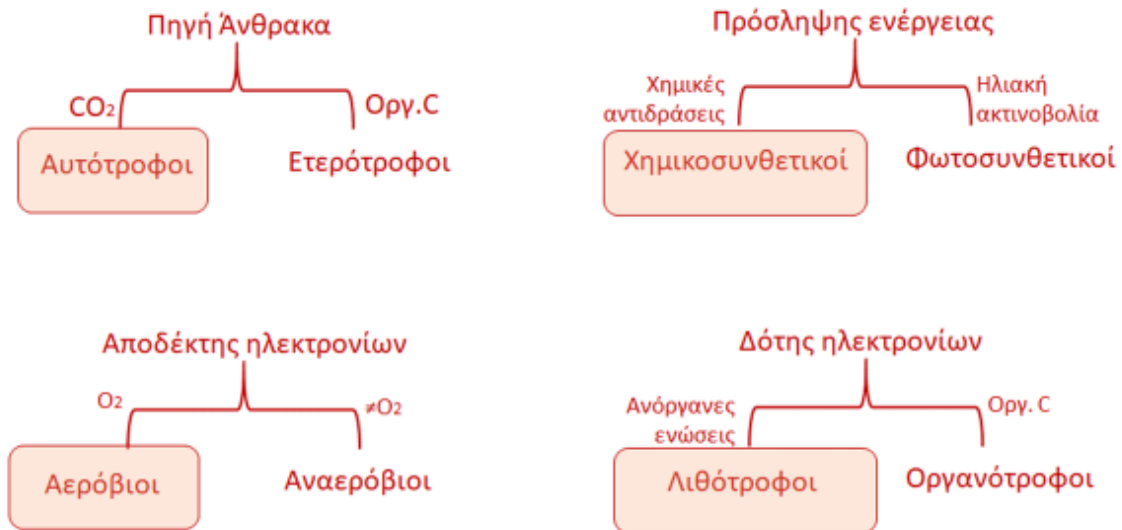 Πηγή Άνθρακα
CO2
Οργ.C
Αυτότροφοι
Ετερότροφοι
Πρόσληψης ενέργειας
Χημικές
αντιδράσεις
Ηλιακή
ακτινοβολία
Χημικοσυνθετικοί
Φωτοσυνθετικοί
Αποδέκτης ηλεκτρονίων
O2
≠O2
Αερόβιοι
Αναερόβιοι
Δότης ηλεκτρονίων
Ανόργανες
ενώσεις
Οργ. C
Λιθότροφοι
Οργανότροφοι